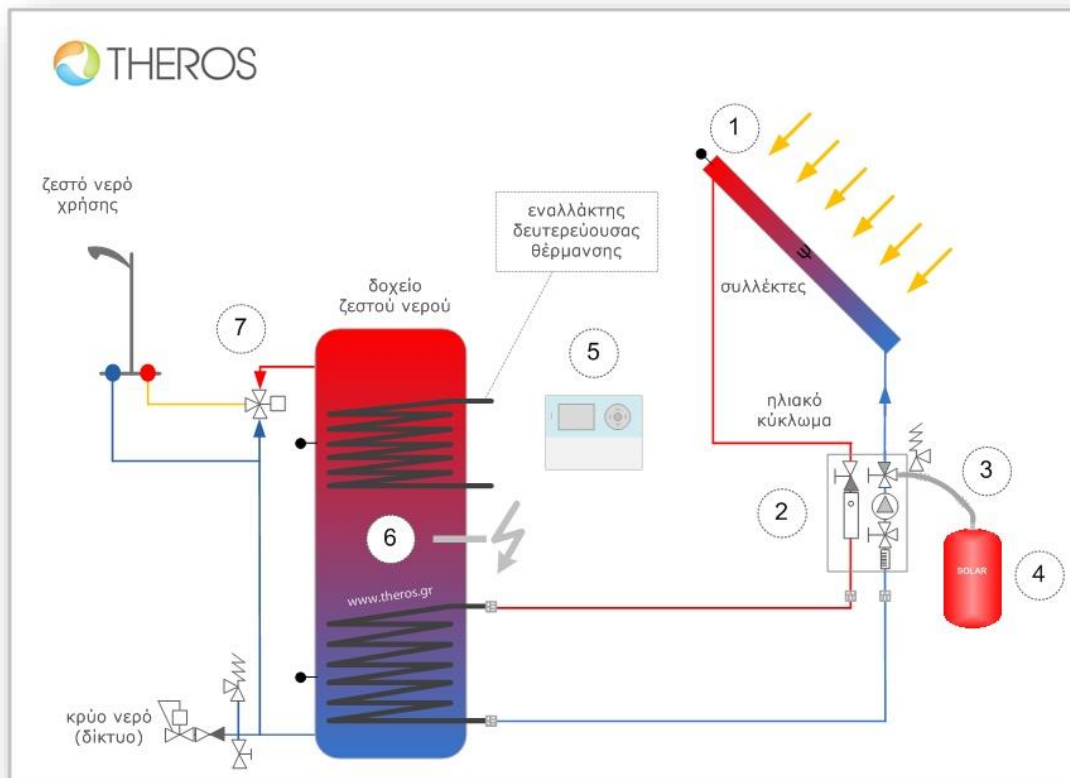 THEROS
1
ζεστό νερό
χρήσης
εναλλάκτης
δευτερεύουσας
θέρμανσης
δοχείο
ζεστού νερού
ψ
συλλέκτες
7
5
ηλιακό
κύκλωμα
3
2
6
SOLAR
4
www.theros.gr
κρύο νερό
(δίκτυο)